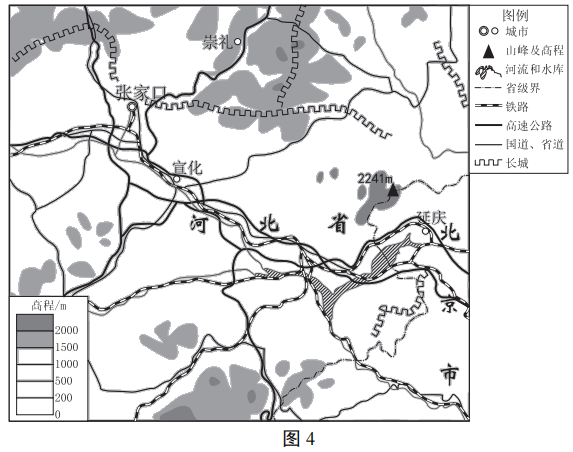 崇礼
张家口
宣化
2241m
延庆
河 北 省
北
京
市
高程/m
2000
1500
1000
500
200
0
图例
城市
山峰及高程
河流和水库
省级界
铁路
高速公路
国道、省道
长城
图 4